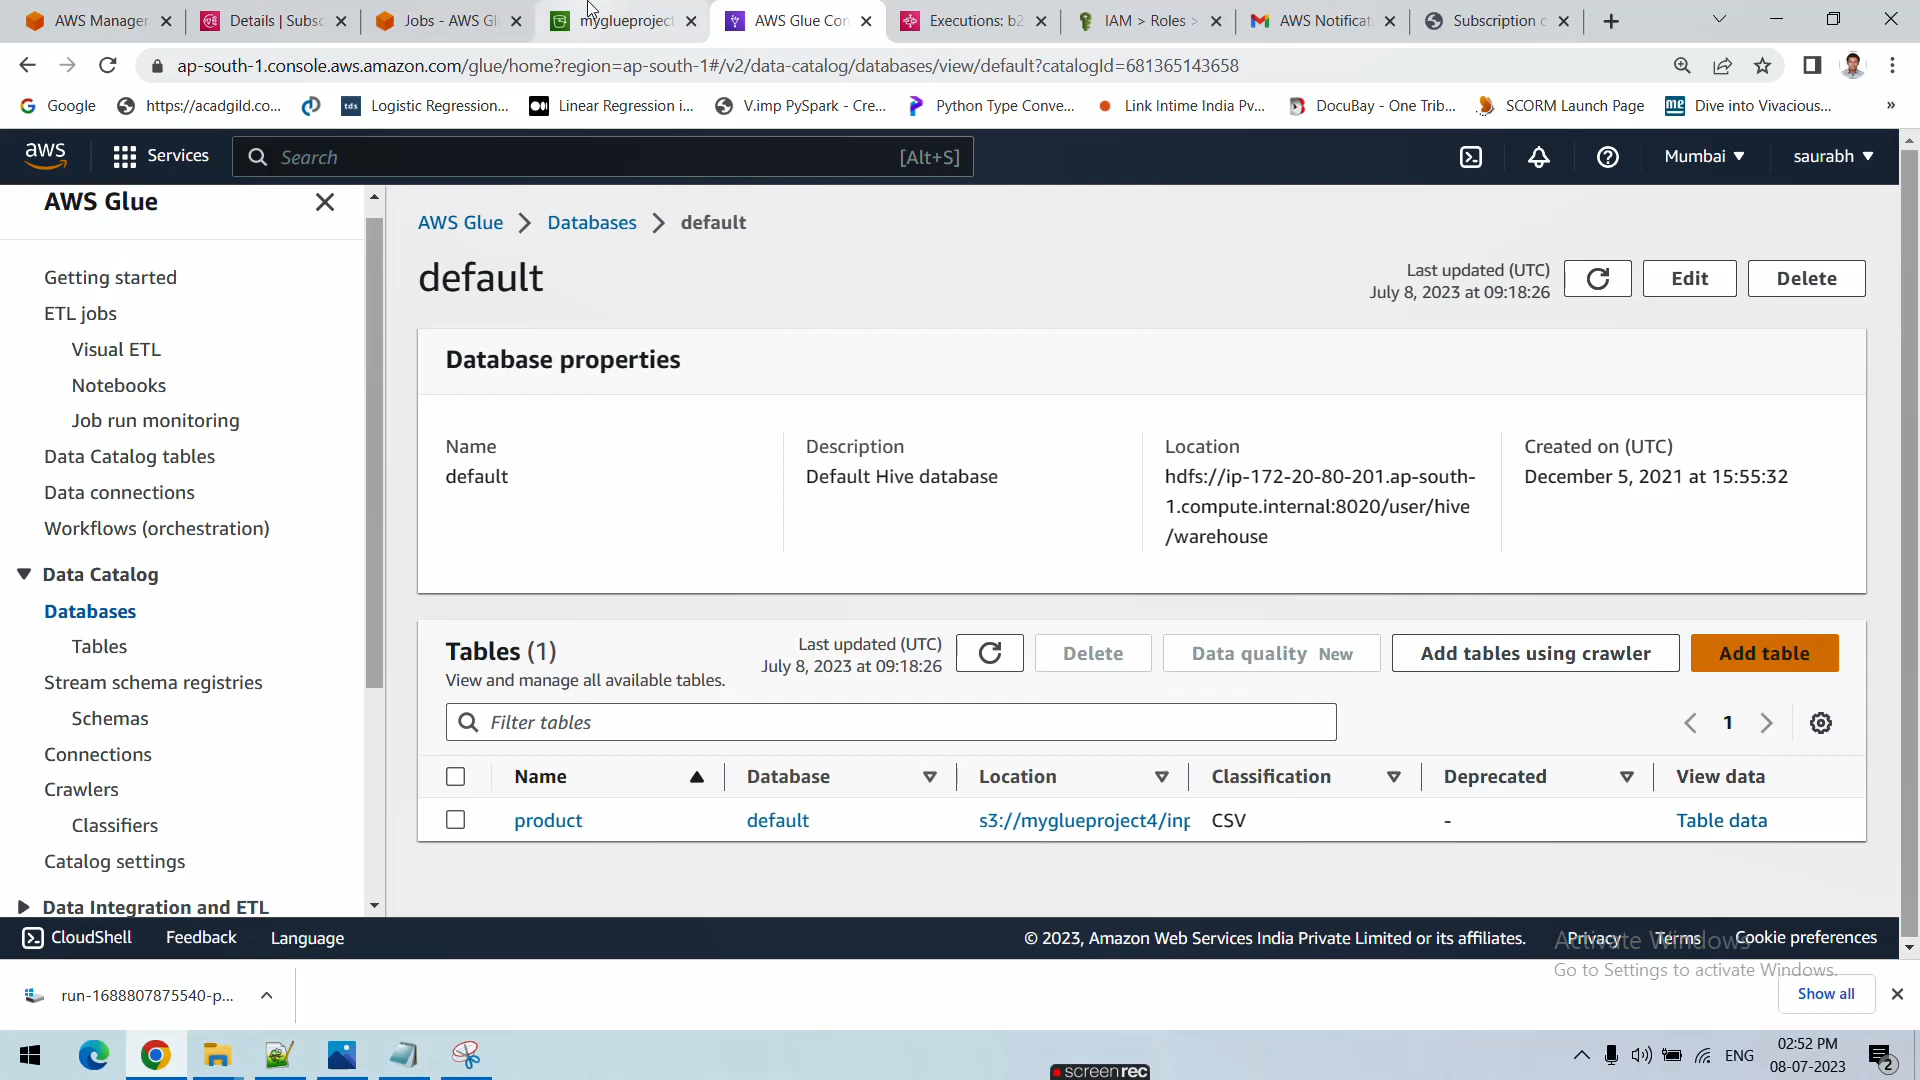 AWS Manager
Details | Subsc
Jobs - AWS Gl
myglueproject
AWS Glue Con
Executions: b2
IAM > Roles >
AWS Notificat
Subscription c
ap-south-1.console.aws.amazon.com/glue/home?region=ap-south-1#/v2/data-catalog/databases/view/default?catalogId=681365143658
Google
https://acadgild.co...
tds
Logistic Regression...
Linear Regression i...
V.imp PySpark - Cre...
Python Type Conve...
Link Intime India Pv...
DocuBay - One Trib...
SCORM Launch Page
me
Dive into Vivacious...
»
aws
Services
Search
[Alt+S]
Mumbai
saurabh
AWS Glue
Getting started
ETL jobs
Visual ETL
Notebooks
Job run monitoring
Data Catalog tables
Data connections
Workflows (orchestration)
Data Catalog
Databases
Tables
Stream schema registries
Schemas
Connections
Crawlers
Classifiers
Catalog settings
Data Integration and ETL
AWS Glue > Databases > default
default
Last updated (UTC)
July 8, 2023 at 09:18:26
Edit
Delete
Database properties
Name
default
Description
Default Hive database
Location
hdfs://ip-172-20-80-201.ap-south-
1.compute.internal:8020/user/hive
/warehouse
Created on (UTC)
December 5, 2021 at 15:55:32
Tables (1)
View and manage all available tables.
Last updated (UTC)
July 8, 2023 at 09:18:26
Delete
Data quality New
Add tables using crawler
Add table
Filter tables
1
Name
Database
Location
Classification
Deprecated
View data
product
default
s3://myglueproject4/inp
CSV
-
Table data
CloudShell
Feedback
Language
© 2023, Amazon Web Services India Private Limited or its affiliates.
Privacy
Terms
Cookie preferences
Activate Windows
Go to Settings to activate Windows.
run-1688807875540-p...
Show all
ENG
02:52 PM
08-07-2023
2
screenrec